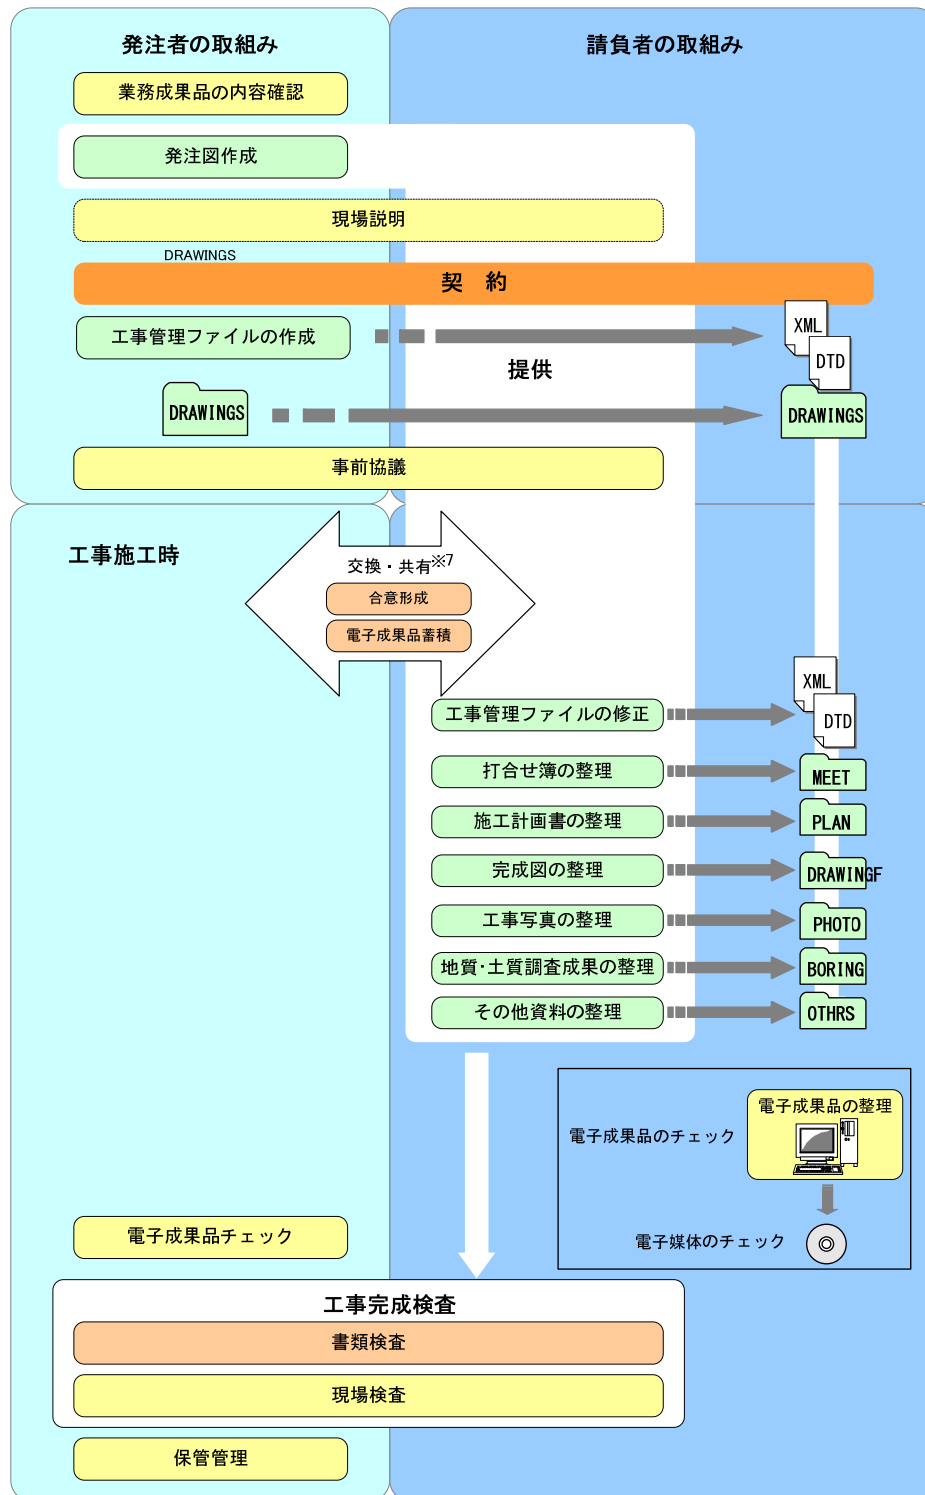 発注者の取組み
請負者の取組み
業務成果品の内容確認
発注図作成
現場説明
DRAWINGS
契　約
工事管理ファイルの作成
XML
DTD
提供
DRAWINGS
DRAWINGS
事前協議
工事施工時
交換・共有※7
合意形成
電子成果品蓄積
XML
工事管理ファイルの修正
DTD
打合せ簿の整理
MEET
施工計画書の整理
PLAN
完成図の整理
DRAWINGF
工事写真の整理
PHOTO
地質・土質調査成果の整理
BORING
その他資料の整理
OTHRS
電子成果品の整理
電子成果品のチェック
電子成果品チェック
電子媒体のチェック
工事完成検査
書類検査
現場検査
保管管理